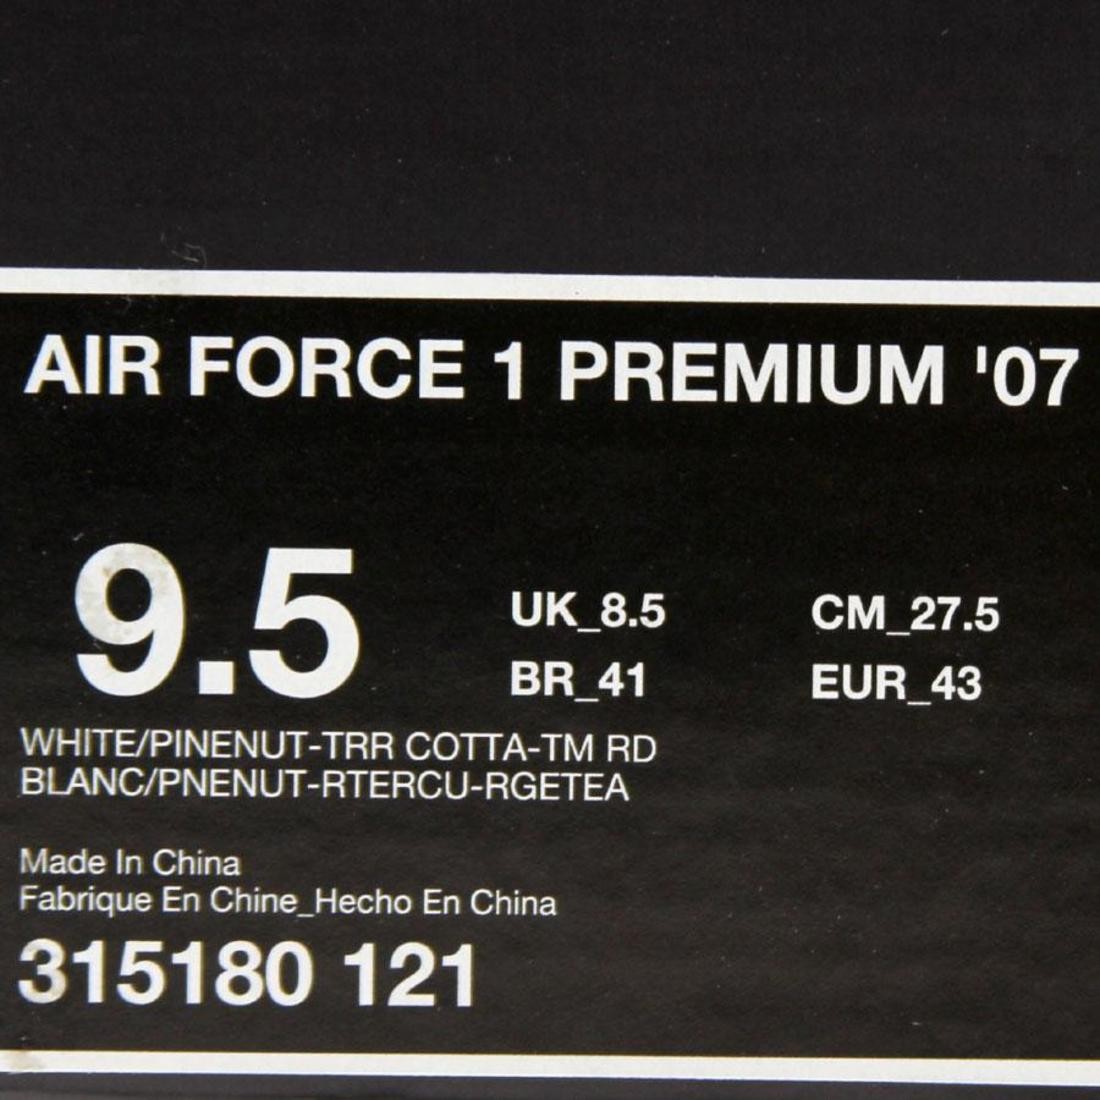 AIR FORCE 1 PREMIUM '07
9.5
UK_8.5 CM_27.5
BR_41 EUR_43
WHITE/PINENUT-TRR COTTA-TM RD
BLANC/PNENUT-RTERCU-RGETEA
Made In China
Fabrique En Chine_Hecho En China
315180 121